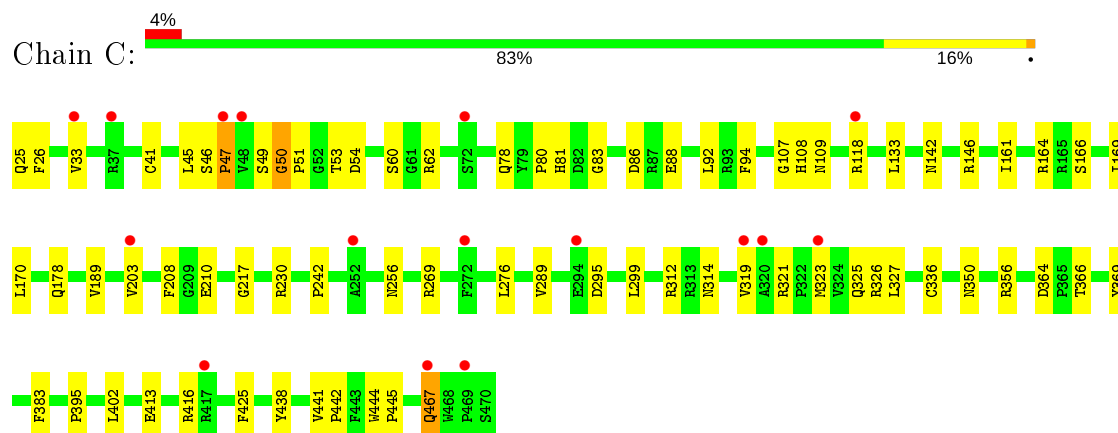 4%
Chain C:
83% 16% •
Q25 F26 V33 R37 C41 L45 S46 P47 V48 S49 G50 P51 G52 T53 D54 S60 G61 R62 S72 Q78 Y79 P80 H81 D82 G83 D86 R87 E88 L92 R93 F94 G107 H108 N109 R118 L133 N142 R146 I161 R164 R165 S166 I169
L170 Q178 V189 V203 F208 G209 E210 G217 R230 P242 A252 N256 R269 F272 L276 V289 E294 D295 L299 R312 R313 N314 V319 A320 R321 P322 M323 V324 Q325 R326 L327 C336 N350 R356 D364 P365 T366 Y369
F383 P395 L402 E413 R416 R417 F425 Y438 V441 P442 F443 W444 P445 Q467 W468 P469 S470